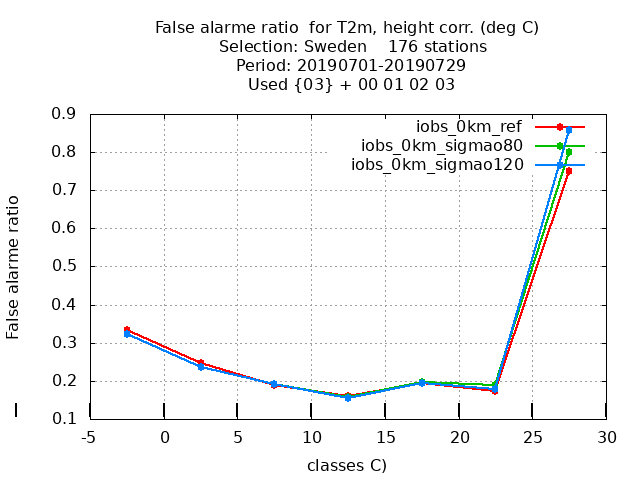 False alarme ratio  for T2m, height corr. (deg C)
Selection: Sweden    176 stations
Period: 20190701-20190729
Used {03} + 00 01 02 03
iobs_0km_ref
iobs_0km_sigmao80
iobs_0km_sigmao120
0.9
0.8
0.7
0.6
0.5
0.4
0.3
0.2
0.1
False alarme ratio
-5 0 5 10 15 20 25 30
classes C)